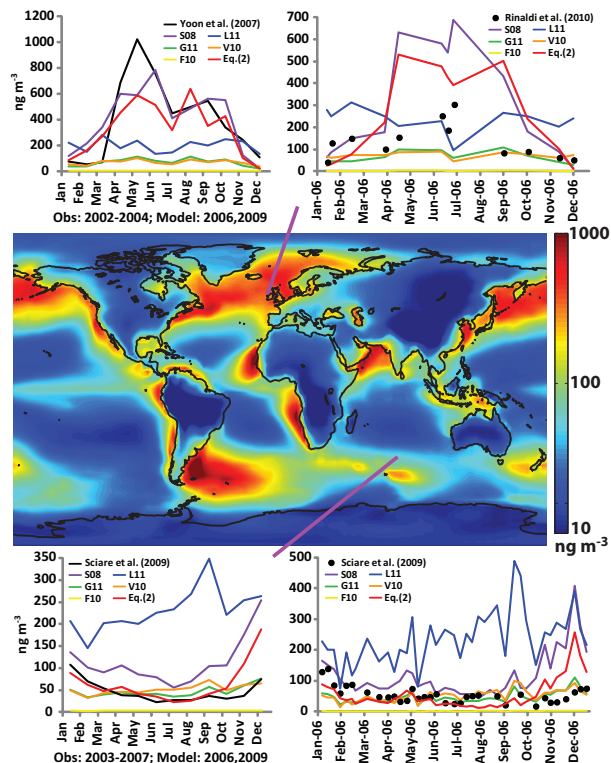 1200
1000
800
600
400
200
0
ng m-3
Yoon et al. (2007)
S08 L11
G11 V10
F10 Eq.(2)
Jan Feb Mar Apr May Jun Jul Aug Sep Oct Nov Dec
Obs: 2002-2004; Model: 2006,2009
700
600
500
400
300
200
100
0
Rinaldi et al. (2010)
S08 L11
G11 V10
F10 Eq.(2)
Jan-06 Feb-06 Mar-06 Apr-06 May-06 Jun-06 Jul-06 Aug-06 Sep-06 Oct-06 Nov-06 Dec-06
1000
100
10
ng m-3
350
300
250
200
150
100
50
0
ng m-3
Sciare et al. (2009)
S08 L11
G11 V10
F10 Eq.(2)
Jan Feb Mar Apr May Jun Jul Aug Sep Oct Nov Dec
Obs: 2003-2007; Model: 2006,2009
500
400
300
200
100
0
Sciare et al. (2009)
S08 L11
G11 V10
F10 Eq.(2)
Jan-06 Feb-06 Mar-06 Apr-06 May-06 Jun-06 Jul-06 Aug-06 Sep-06 Oct-06 Nov-06 Dec-06